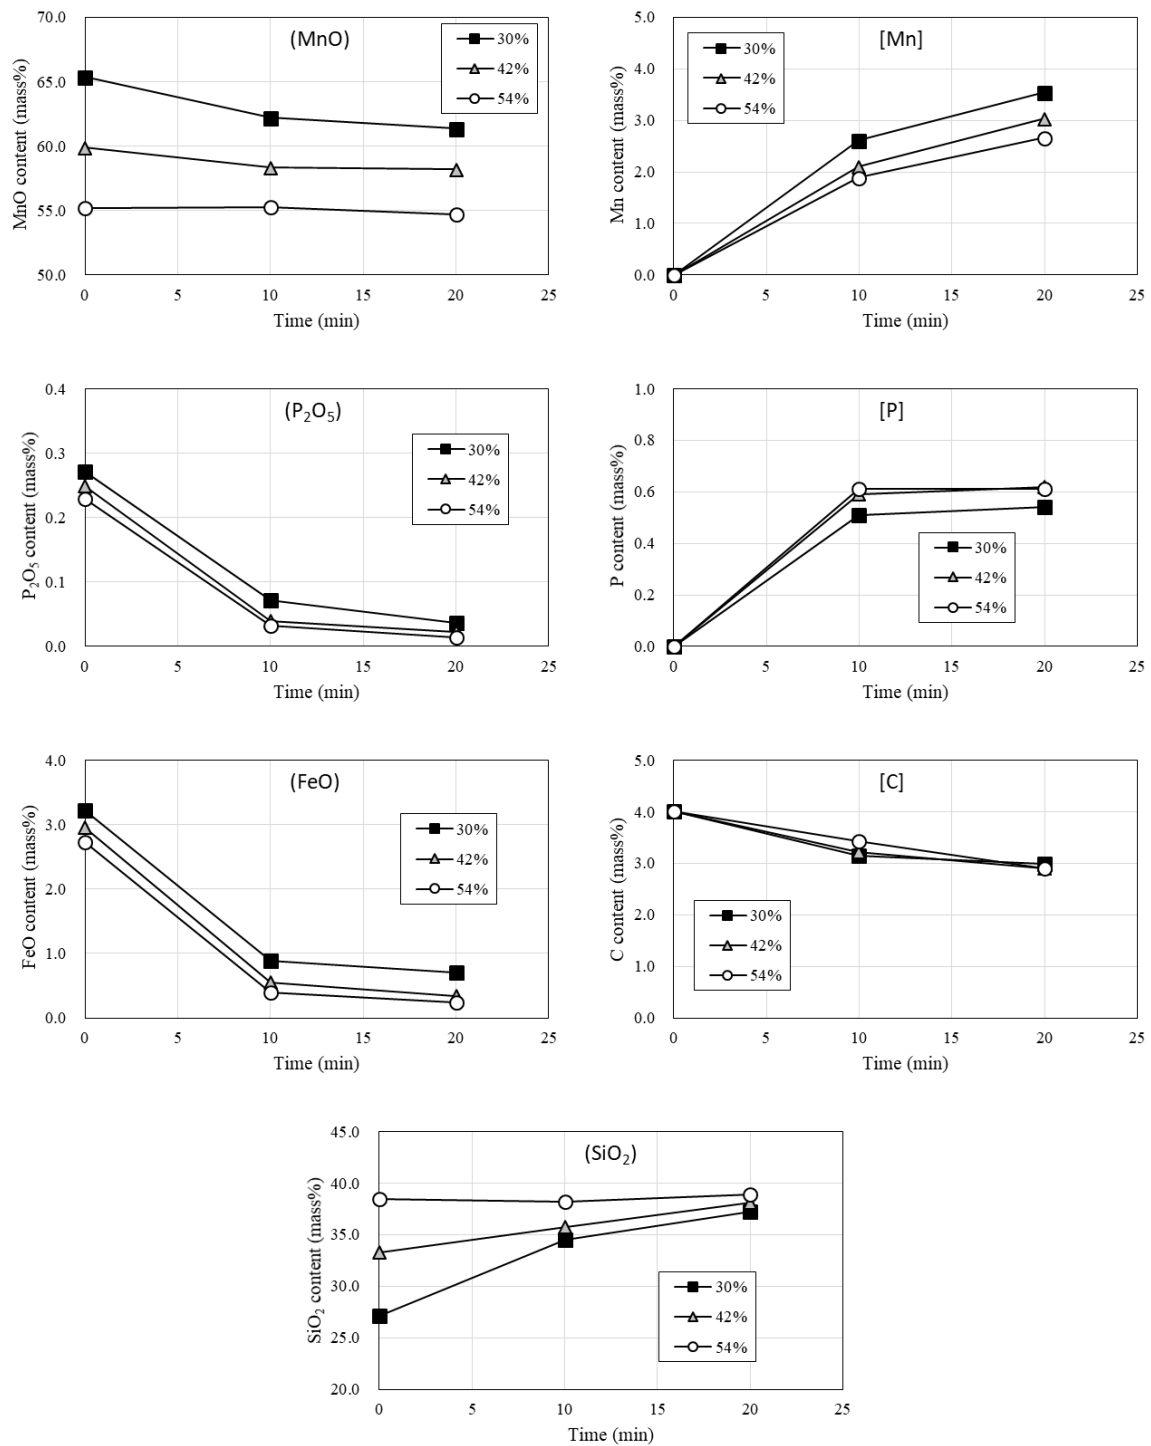 (MnO)
MnO content (mass%)
70.0
65.0
60.0
55.0
50.0
30%
42%
54%
0 5 10 15 20 25
Time (min)
[Mn]
Mn content (mass%)
5.0
4.0
3.0
2.0
1.0
0.0
30%
42%
54%
0 5 10 15 20 25
Time (min)
(P₂O₅)
P₂O₅ content (mass%)
0.4
0.3
0.2
0.1
0.0
30%
42%
54%
0 5 10 15 20 25
Time (min)
[P]
P content (mass%)
1.0
0.8
0.6
0.4
0.2
0.0
30%
42%
54%
0 5 10 15 20 25
Time (min)
(FeO)
FeO content (mass%)
4.0
3.0
2.0
1.0
0.0
30%
42%
54%
0 5 10 15 20 25
Time (min)
[C]
C content (mass%)
5.0
4.0
3.0
2.0
1.0
0.0
30%
42%
54%
0 5 10 15 20 25
Time (min)
(SiO₂)
SiO₂ content (mass%)
45.0
40.0
35.0
30.0
25.0
20.0
30%
42%
54%
0 5 10 15 20 25
Time (min)